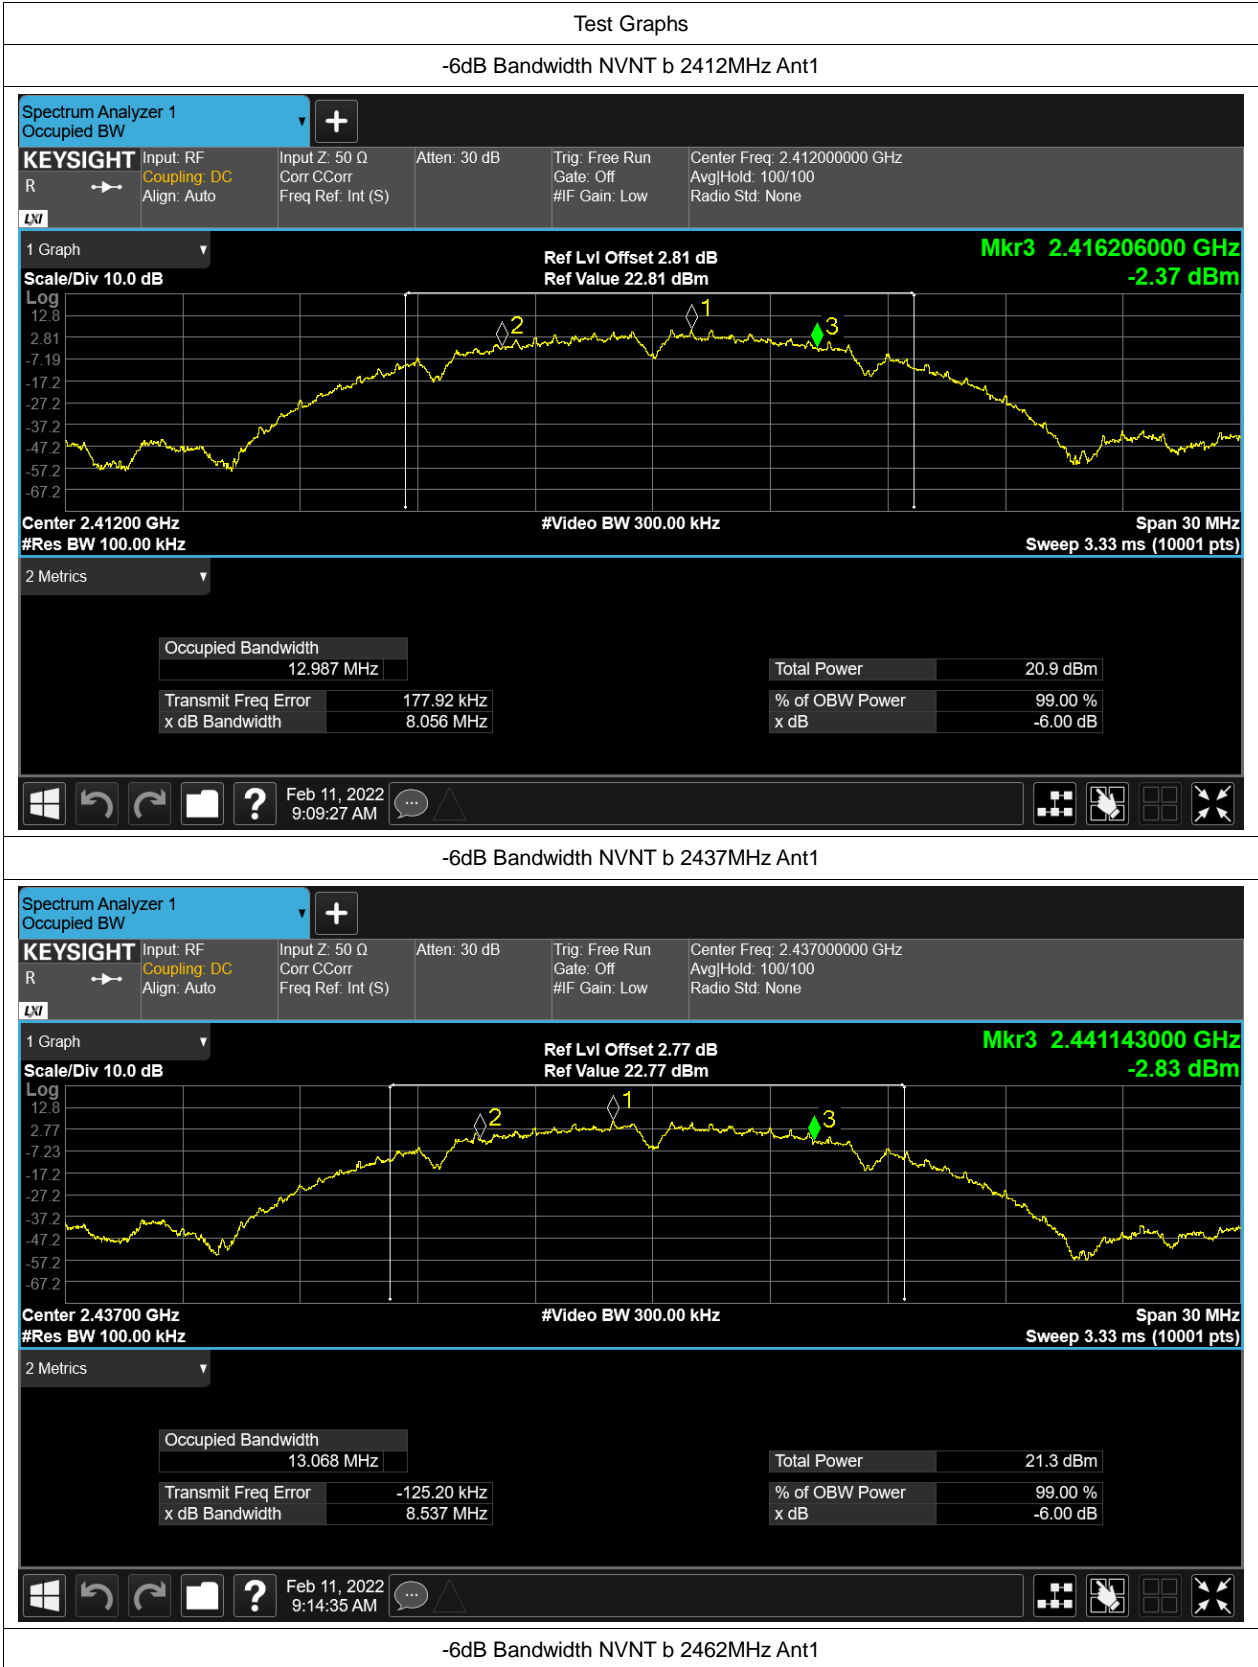 Test Graphs
-6dB Bandwidth NVNT b 2412MHz Ant1
Spectrum Analyzer 1
Occupied BW
KEYSIGHT Input: RF Input Z: 50 Ω Atten: 30 dB Trig: Free Run Center Freq: 2.412000000 GHz
R Coupling: DC Corr CCorr Gate: Off Avg|Hold: 100/100
Align: Auto Freq Ref: Int (S) #IF Gain: Low Radio Std: None
LXI
1 Graph Ref Lvl Offset 2.81 dB Mkr3 2.416206000 GHz
Scale/Div 10.0 dB Ref Value 22.81 dBm -2.37 dBm
Log
12.8
2.81
-7.19
-17.2
-27.2
-37.2
-47.2
-57.2
-67.2
2
1
3
Center 2.41200 GHz #Video BW 300.00 kHz Span 30 MHz
#Res BW 100.00 kHz Sweep 3.33 ms (10001 pts)
2 Metrics
Occupied Bandwidth
12.987 MHz Total Power 20.9 dBm
Transmit Freq Error 177.92 kHz % of OBW Power 99.00 %
x dB Bandwidth 8.056 MHz x dB -6.00 dB
Feb 11, 2022
9:09:27 AM
-6dB Bandwidth NVNT b 2437MHz Ant1
Spectrum Analyzer 1
Occupied BW
KEYSIGHT Input: RF Input Z: 50 Ω Atten: 30 dB Trig: Free Run Center Freq: 2.437000000 GHz
R Coupling: DC Corr CCorr Gate: Off Avg|Hold: 100/100
Align: Auto Freq Ref: Int (S) #IF Gain: Low Radio Std: None
LXI
1 Graph Ref Lvl Offset 2.77 dB Mkr3 2.441143000 GHz
Scale/Div 10.0 dB Ref Value 22.77 dBm -2.83 dBm
Log
12.8
2.77
-7.23
-17.2
-27.2
-37.2
-47.2
-57.2
-67.2
2
1
3
Center 2.43700 GHz #Video BW 300.00 kHz Span 30 MHz
#Res BW 100.00 kHz Sweep 3.33 ms (10001 pts)
2 Metrics
Occupied Bandwidth
13.068 MHz Total Power 21.3 dBm
Transmit Freq Error -125.20 kHz % of OBW Power 99.00 %
x dB Bandwidth 8.537 MHz x dB -6.00 dB
Feb 11, 2022
9:14:35 AM
-6dB Bandwidth NVNT b 2462MHz Ant1